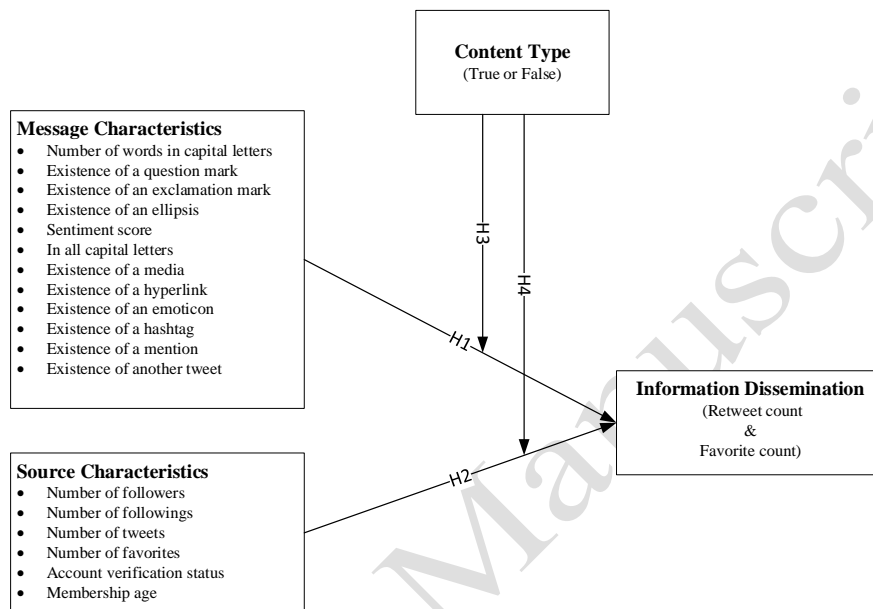 Content Type
(True or False)
Message Characteristics
• Number of words in capital letters
• Existence of a question mark
• Existence of an exclamation mark
• Existence of an ellipsis
• Sentiment score
• In all capital letters
• Existence of a media
• Existence of a hyperlink
• Existence of an emoticon
• Existence of a hashtag
• Existence of a mention
• Existence of another tweet
H3
H4
H1
Information Dissemination
(Retweet count
&
Favorite count)
H2
Source Characteristics
• Number of followers
• Number of followings
• Number of tweets
• Number of favorites
• Account verification status
• Membership age
Manuscri